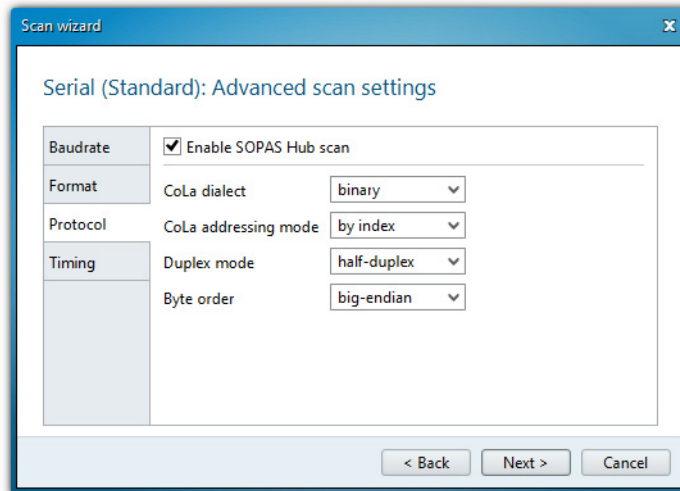 Scan wizard
Serial (Standard): Advanced scan settings
Baudrate
Format
Protocol
Timing
Enable SOPAS Hub scan
CoLa dialect binary
CoLa addressing mode by index
Duplex mode half-duplex
Byte order big-endian
< Back Next > Cancel